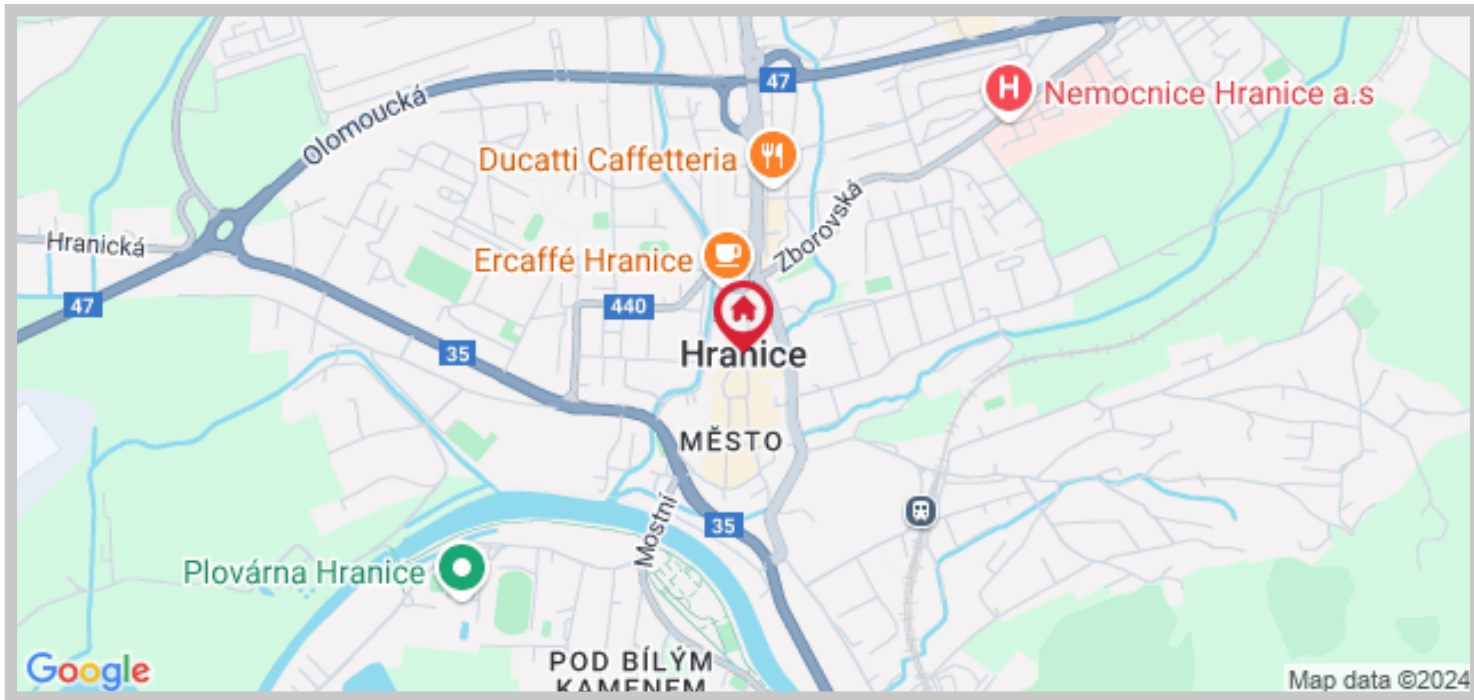 47
Olomoucká
H
Nemocnice Hranice a.s
Ducatti Caffetteria
Zborovská
Hranická
Ercaffé Hranice
47
440
35
Hranice
MĚSTO
Mostní
35
Plovárna Hranice
POD BÍLÝM
KAMENEM
Google
Map data ©2024